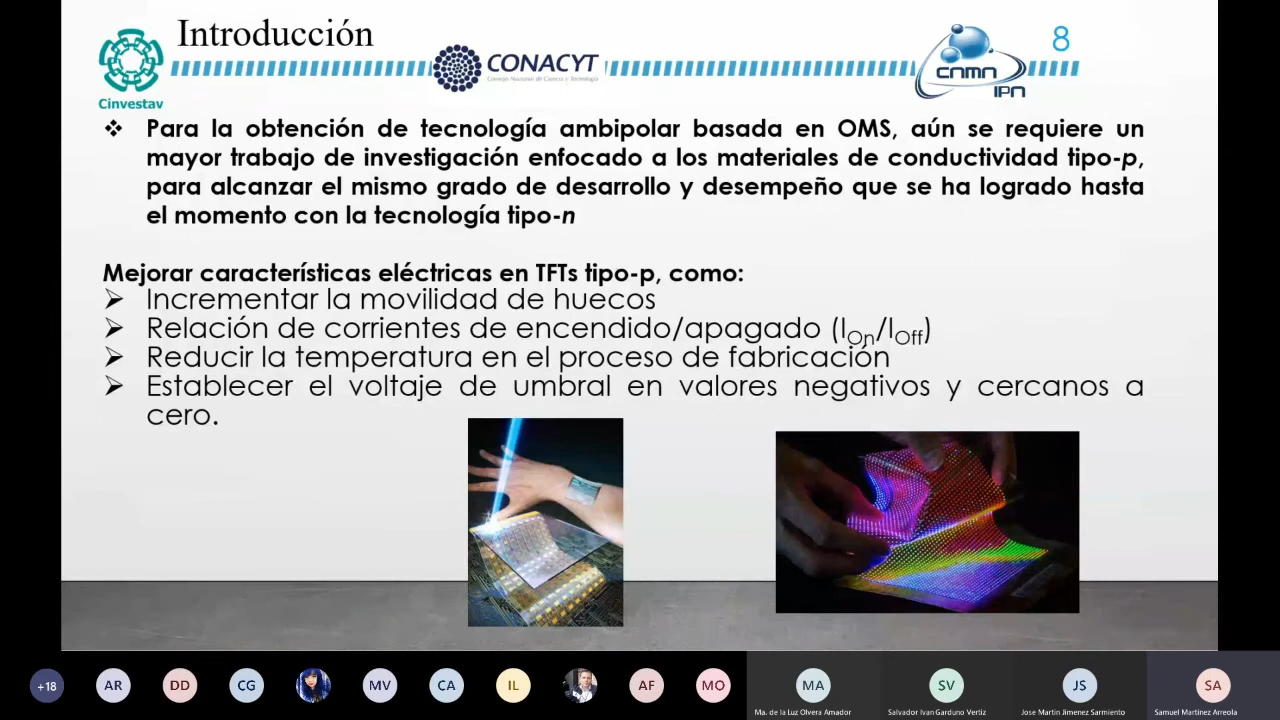 Introducción
8
Cinvestav
CONACYT
Consejo Nacional de Ciencia y Tecnología
cnmn
IPN
❖ Para la obtención de tecnología ambipolar basada en OMS, aún se requiere un
mayor trabajo de investigación enfocado a los materiales de conductividad tipo-p,
para alcanzar el mismo grado de desarrollo y desempeño que se ha logrado hasta
el momento con la tecnología tipo-n
Mejorar características eléctricas en TFTs tipo-p, como:
➢ Incrementar la movilidad de huecos
➢ Relación de corrientes de encendido/apagado (IOn/IOff)
➢ Reducir la temperatura en el proceso de fabricación
➢ Establecer el voltaje de umbral en valores negativos y cercanos a
cero.
+18 AR DD CG MV CA IL AF MO MA SV JS SA
Ma. de la Luz Olvera Amador Salvador Ivan Garduno Vertiz Jose Martin Jimenez Sarmiento Samuel Martinez Arreola